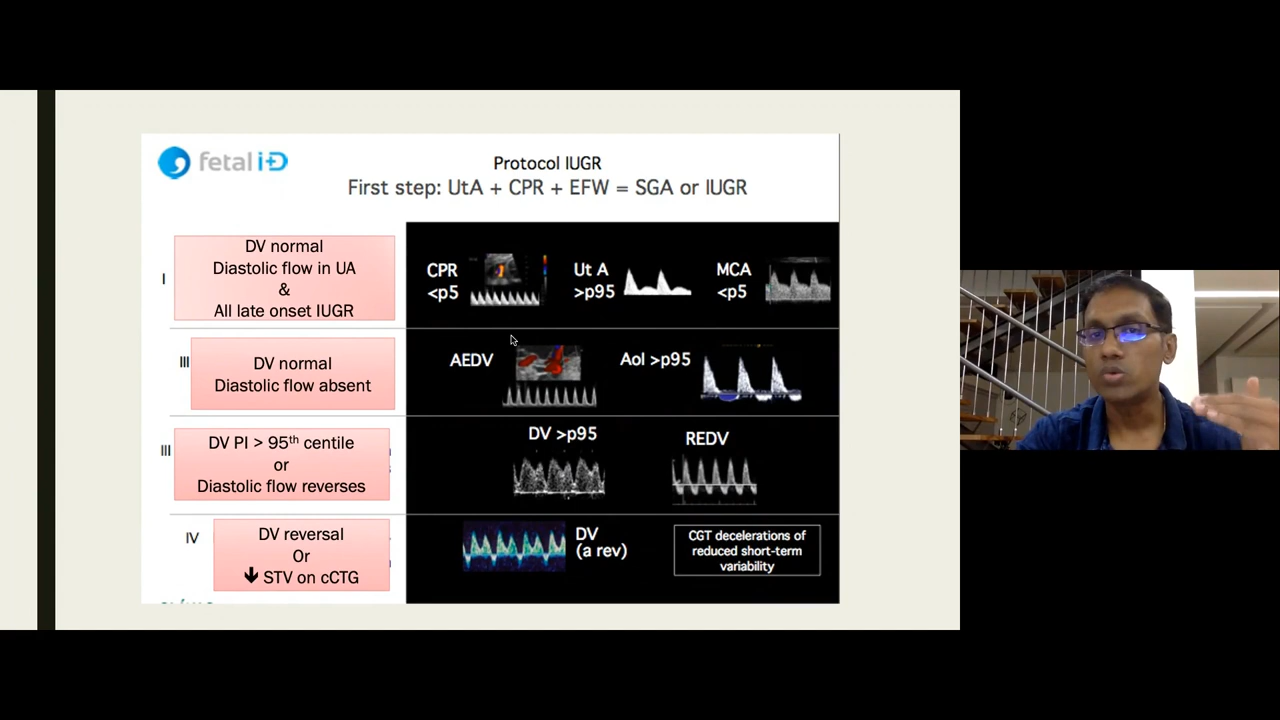 fetal iD
Protocol IUGR
First step: UtA + CPR + EFW = SGA or IUGR
I
DV normal
Diastolic flow in UA
&
All late onset IUGR
CPR
<p5
Ut A
>p95
MCA
<p5
III
DV normal
Diastolic flow absent
AEDV
AoI >p95
III
DV PI > 95th centile
or
Diastolic flow reverses
DV >p95
REDV
IV
DV reversal
Or
↓ STV on cCTG
DV
(a rev)
CGT decelerations of
reduced short-term
variability